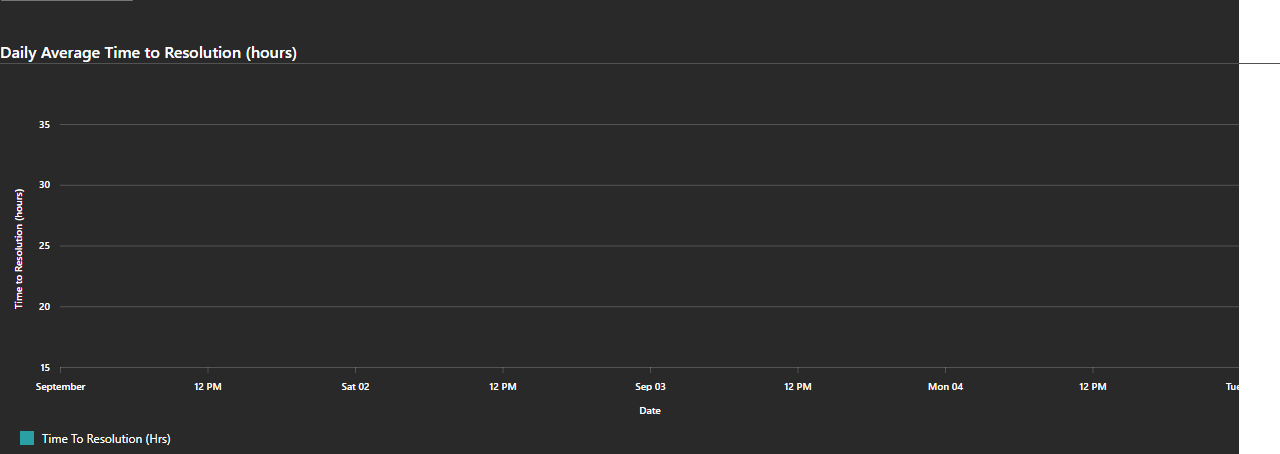 Daily Average Time to Resolution (hours)
35
30
25
20
15
Time to Resolution (hours)
September 12 PM Sat 02 12 PM Sep 03 12 PM Mon 04 12 PM Tue
Date
Time To Resolution (Hrs)